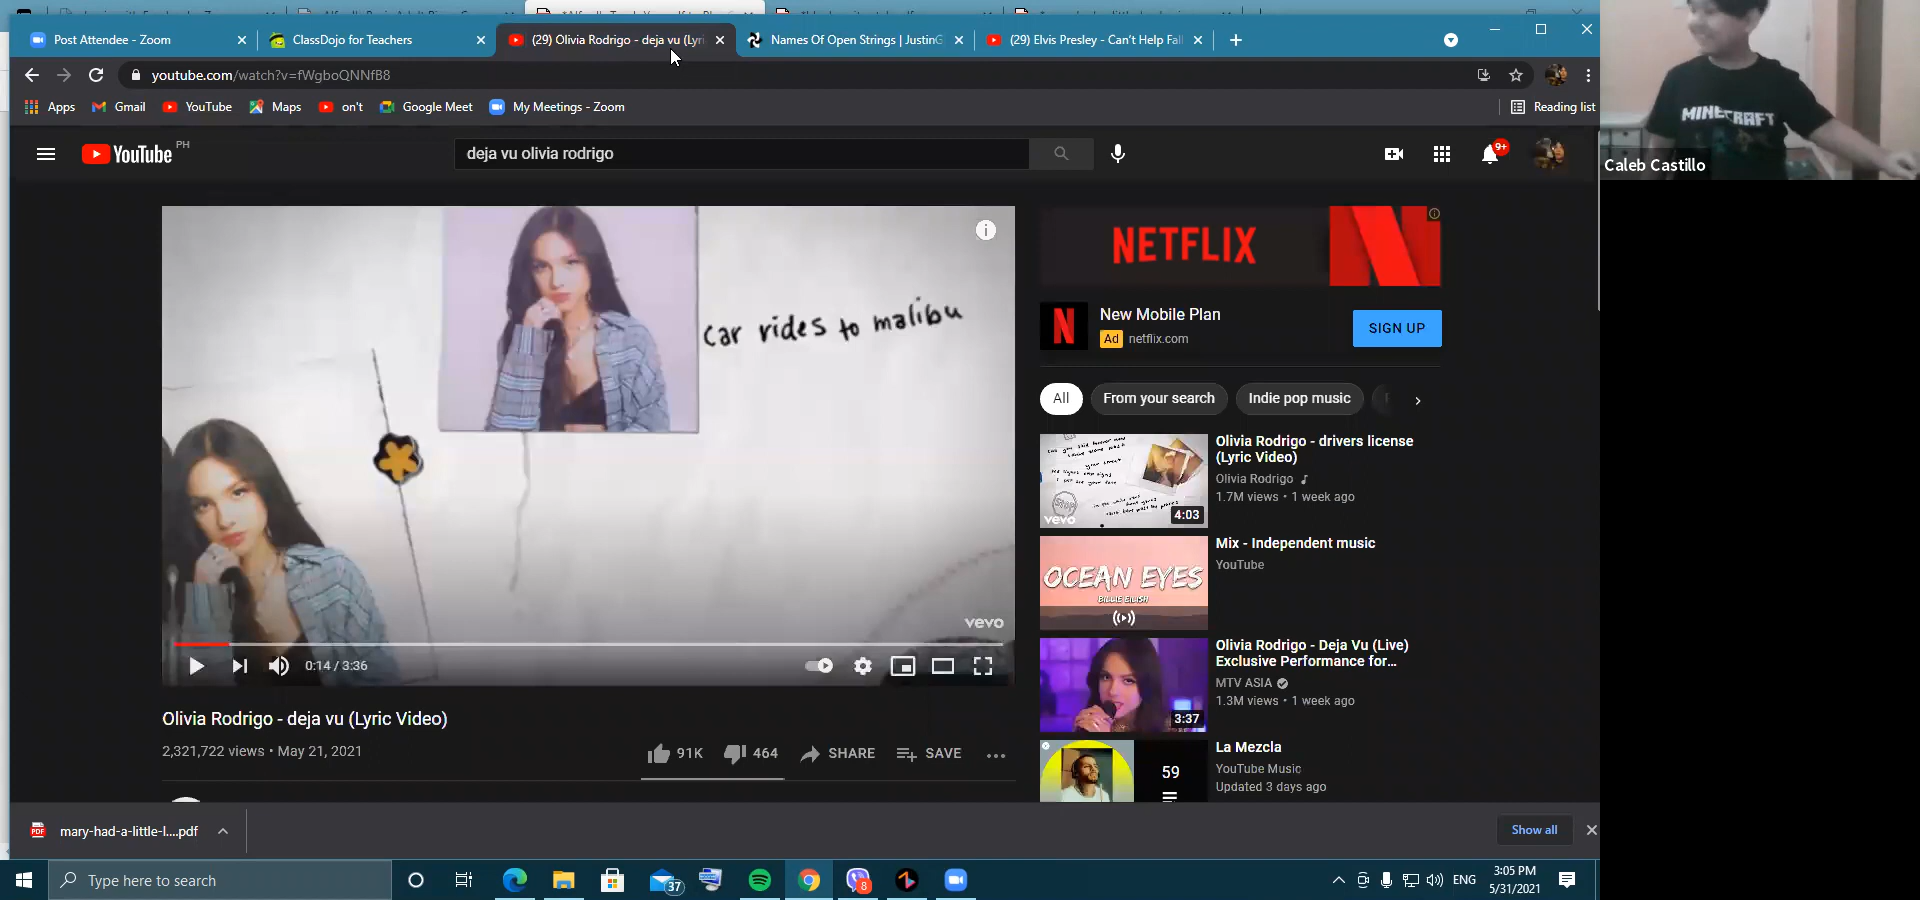 Post Attendee - Zoom
ClassDojo for Teachers
(29) Olivia Rodrigo - deja vu (Lyri
Names Of Open Strings | JustinG
(29) Elvis Presley - Can't Help Fal
youtube.com/watch?v=fWgboQNNfB8
Apps
Gmail
YouTube
Maps
on't
Google Meet
My Meetings - Zoom
Reading list
YouTube PH
deja vu olivia rodrigo
9+
MINECRAFT
Caleb Castillo
car rides to malibu
vevo
0:14 / 3:36
NETFLIX
New Mobile Plan
Ad netflix.com
SIGN UP
All
From your search
Indie pop music
Olivia Rodrigo - drivers license
(Lyric Video)
Olivia Rodrigo
1.7M views • 1 week ago
vevo
4:03
Mix - Independent music
YouTube
OCEAN EYES
BILLIE EILISH
Olivia Rodrigo - Deja Vu (Live)
Exclusive Performance for...
MTV ASIA
1.3M views • 1 week ago
3:37
La Mezcla
YouTube Music
Updated 3 days ago
59
Olivia Rodrigo - deja vu (Lyric Video)
2,321,722 views • May 21, 2021
91K
464
SHARE
SAVE
mary-had-a-little-l....pdf
Show all
Type here to search
37
8
ENG
3:05 PM
5/31/2021